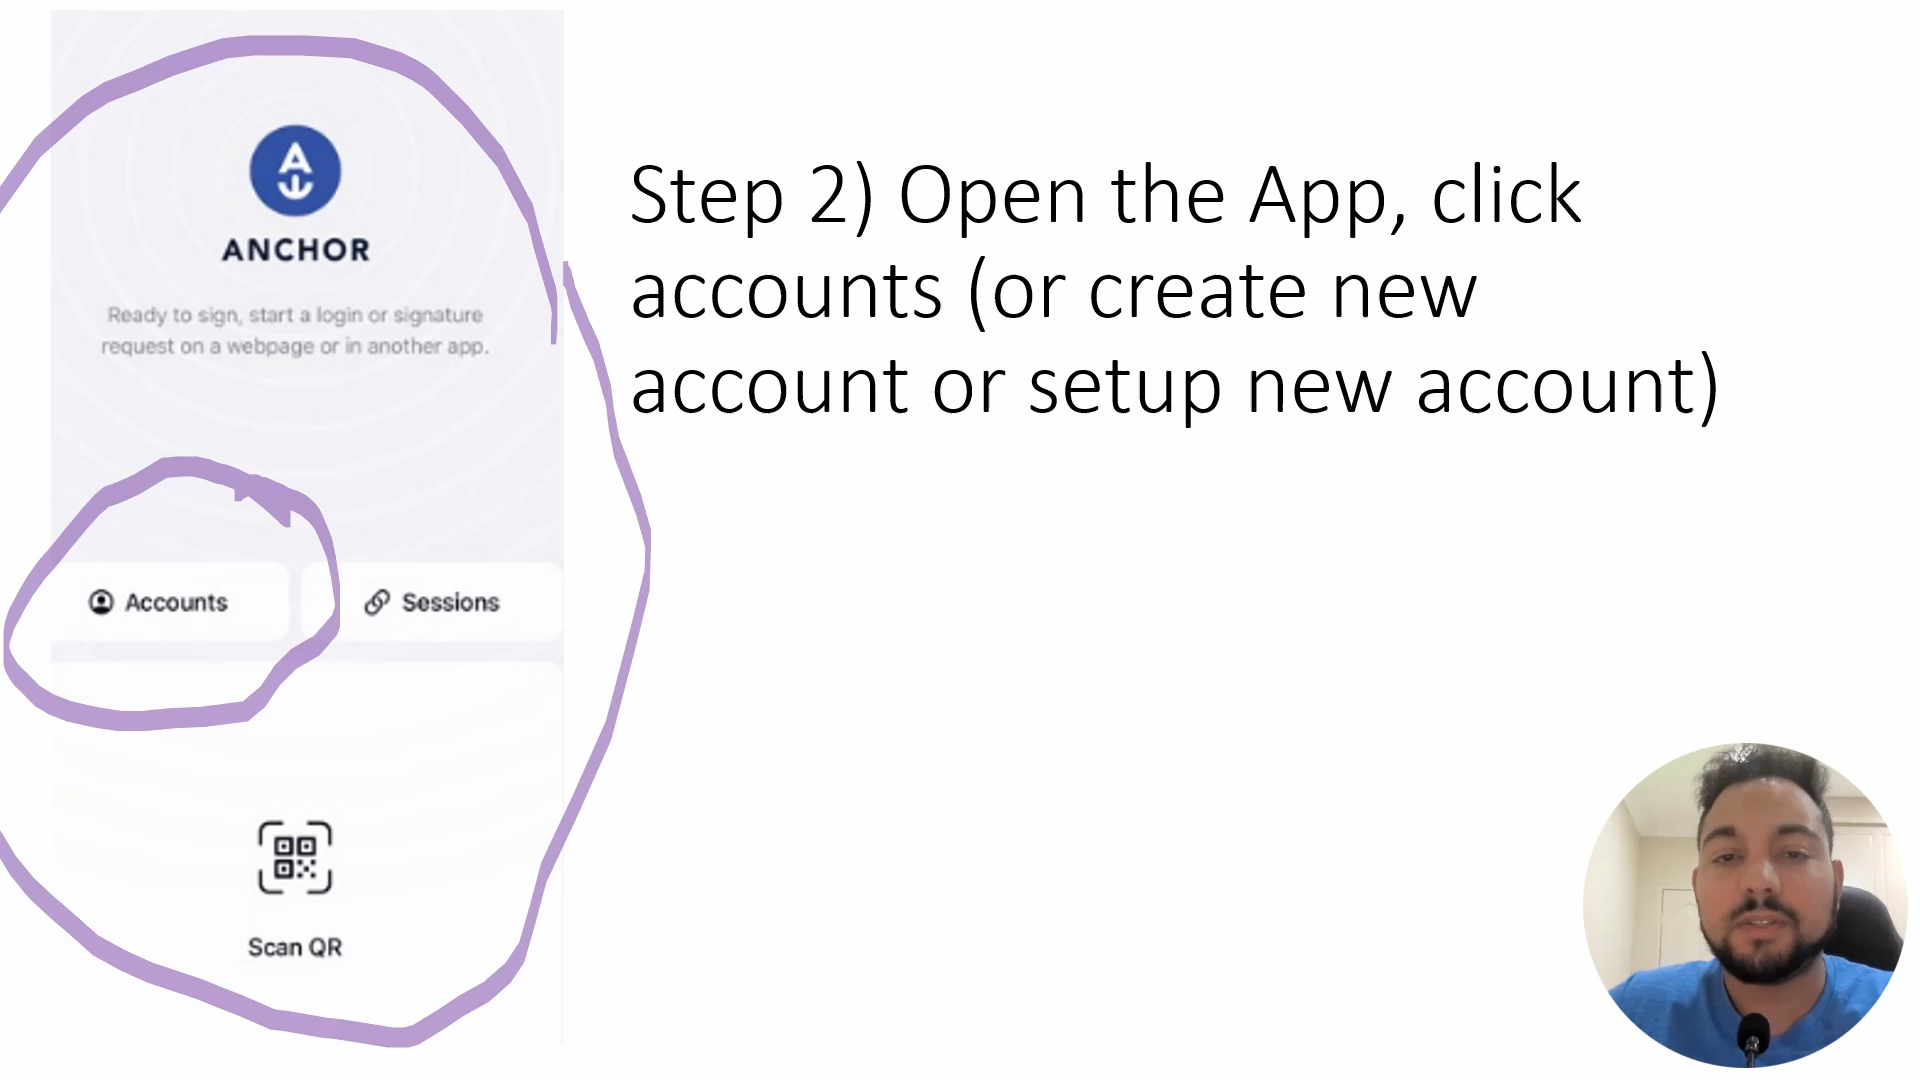 ANCHOR
Ready to sign, start a login or signature
request on a webpage or in another app.
Accounts
Sessions
Scan QR
Step 2) Open the App, click
accounts (or create new
account or setup new account)